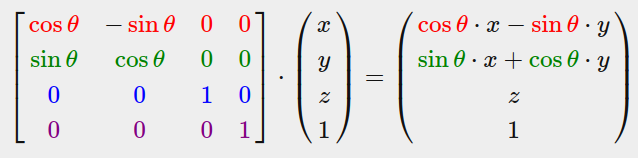 cos θ − sin θ 0 0 x cos θ · x − sin θ · y
sin θ cos θ 0 0 · y = sin θ · x + cos θ · y
0 0 1 0 z z
0 0 0 1 1 1